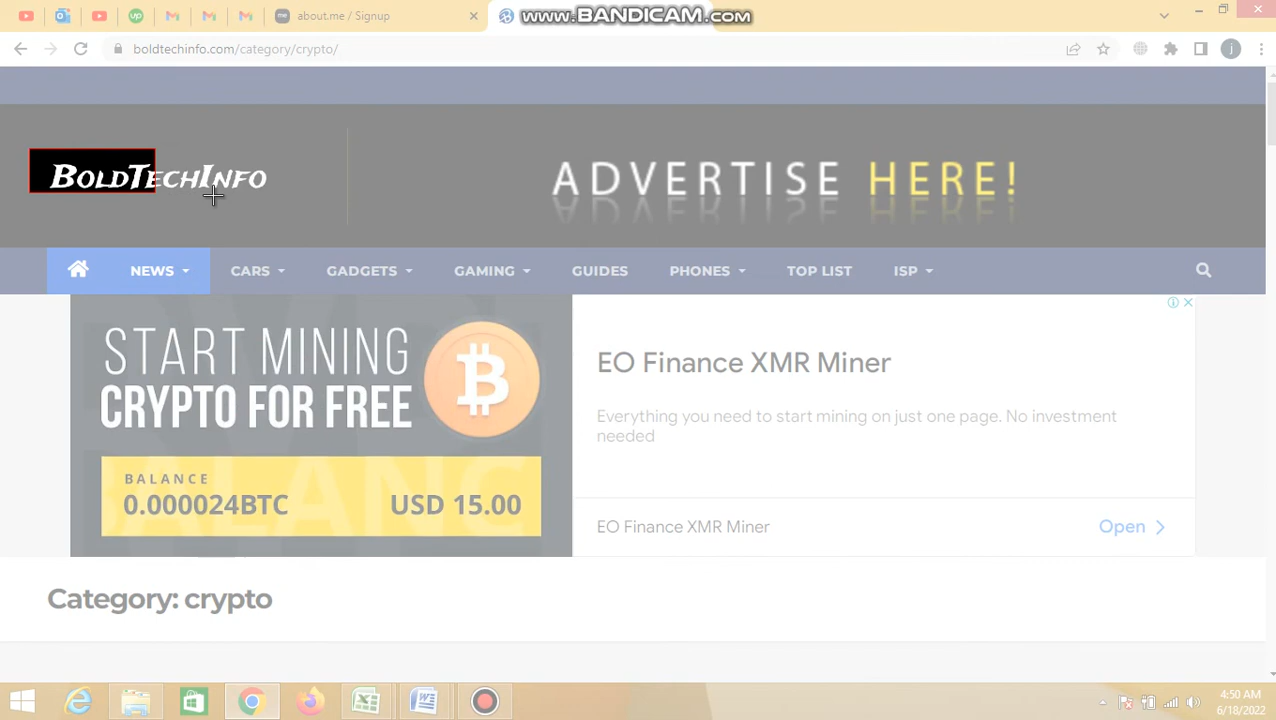 about.me / Signup
www.BANDICAM.com
boldtechinfo.com/category/crypto/
j
BOLDTECHINFO
ADVERTISE HERE!
NEWS CARS GADGETS GAMING GUIDES PHONES TOP LIST ISP
START MINING
CRYPTO FOR FREE
BALANCE
0.000024BTC USD 15.00
EO Finance XMR Miner
Everything you need to start mining on just one page. No investment
needed
EO Finance XMR Miner
Open
Category: crypto
4:50 AM
6/18/2022